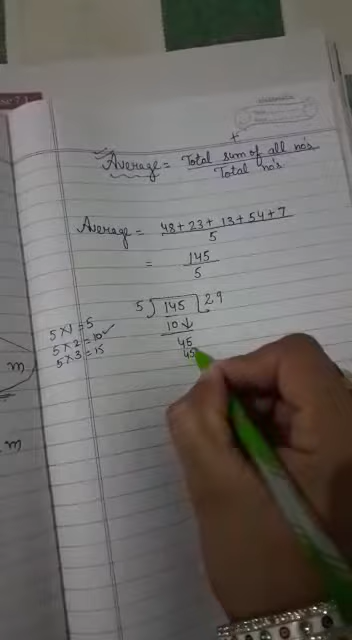 Average = Total sum of all no's
Total no's
Average = 48+23+13+54+7
5
= 145
5
5 ) 145 ( 29
10↓
45
45
5×1=5
5×2=10✓
5×3=15
m
m